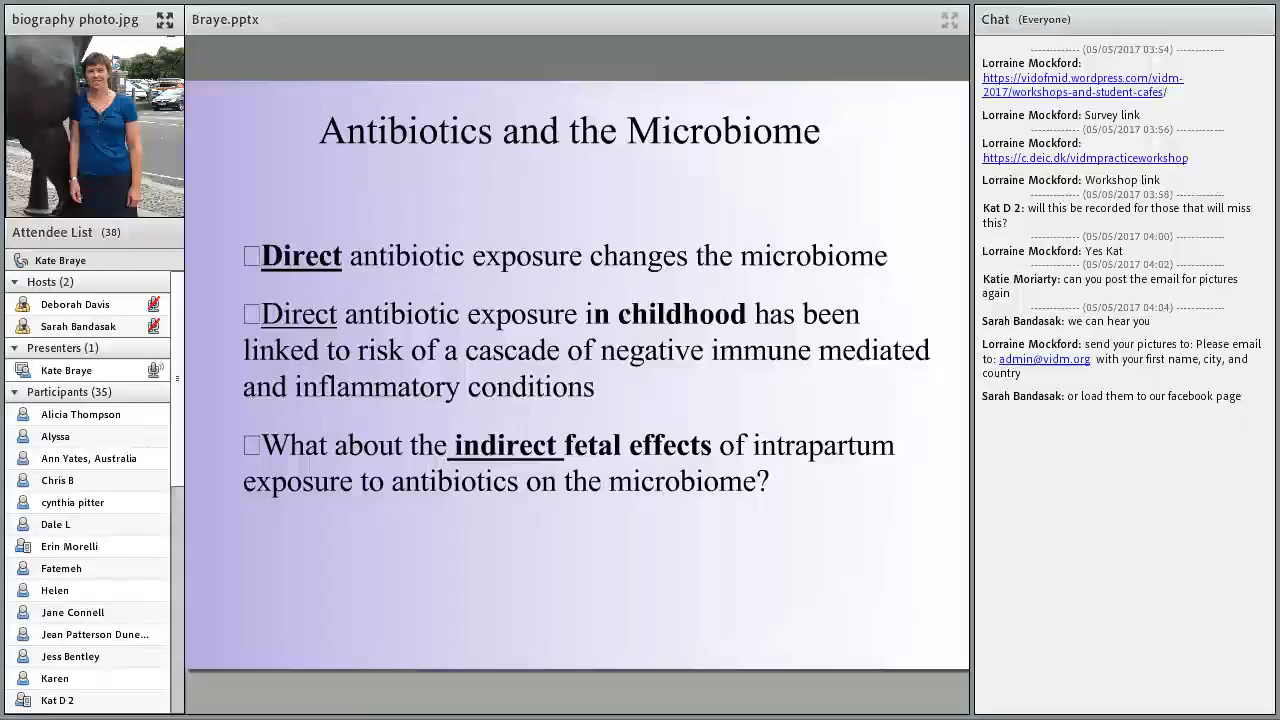 biography photo.jpg
Attendee List (38)
Kate Braye
Hosts (2)
Deborah Davis
Sarah Bandasak
Presenters (1)
Kate Braye
Participants (35)
Alicia Thompson
Alyssa
Ann Yates, Australia
Chris B
cynthia pitter
Dale L
Erin Morelli
Fatemeh
Helen
Jane Connell
Jean Patterson Dune...
Jess Bentley
Karen
Kat D 2
Braye.pptx
Antibiotics and the Microbiome
Direct antibiotic exposure changes the microbiome
Direct antibiotic exposure in childhood has been
linked to risk of a cascade of negative immune mediated
and inflammatory conditions
What about the indirect fetal effects of intrapartum
exposure to antibiotics on the microbiome?
Chat (Everyone)
------------ (05/05/2017 03:54) ------------
Lorraine Mockford:
https://vidofmid.wordpress.com/vidm-
2017/workshops-and-student-cafes/
Lorraine Mockford: Survey link
------------ (05/05/2017 03:56) ------------
Lorraine Mockford:
https://c.deic.dk/vidmpracticeworkshop
Lorraine Mockford: Workshop link
------------ (05/05/2017 03:58) ------------
Kat D 2: will this be recorded for those that will miss
this?
------------ (05/05/2017 04:00) ------------
Lorraine Mockford: Yes Kat
------------ (05/05/2017 04:02) ------------
Katie Moriarty: can you post the email for pictures
again
------------ (05/05/2017 04:04) ------------
Sarah Bandasak: we can hear you
Lorraine Mockford: send your pictures to: Please email
to: admin@vidm.org with your first name, city, and
country
Sarah Bandasak: or load them to our facebook page